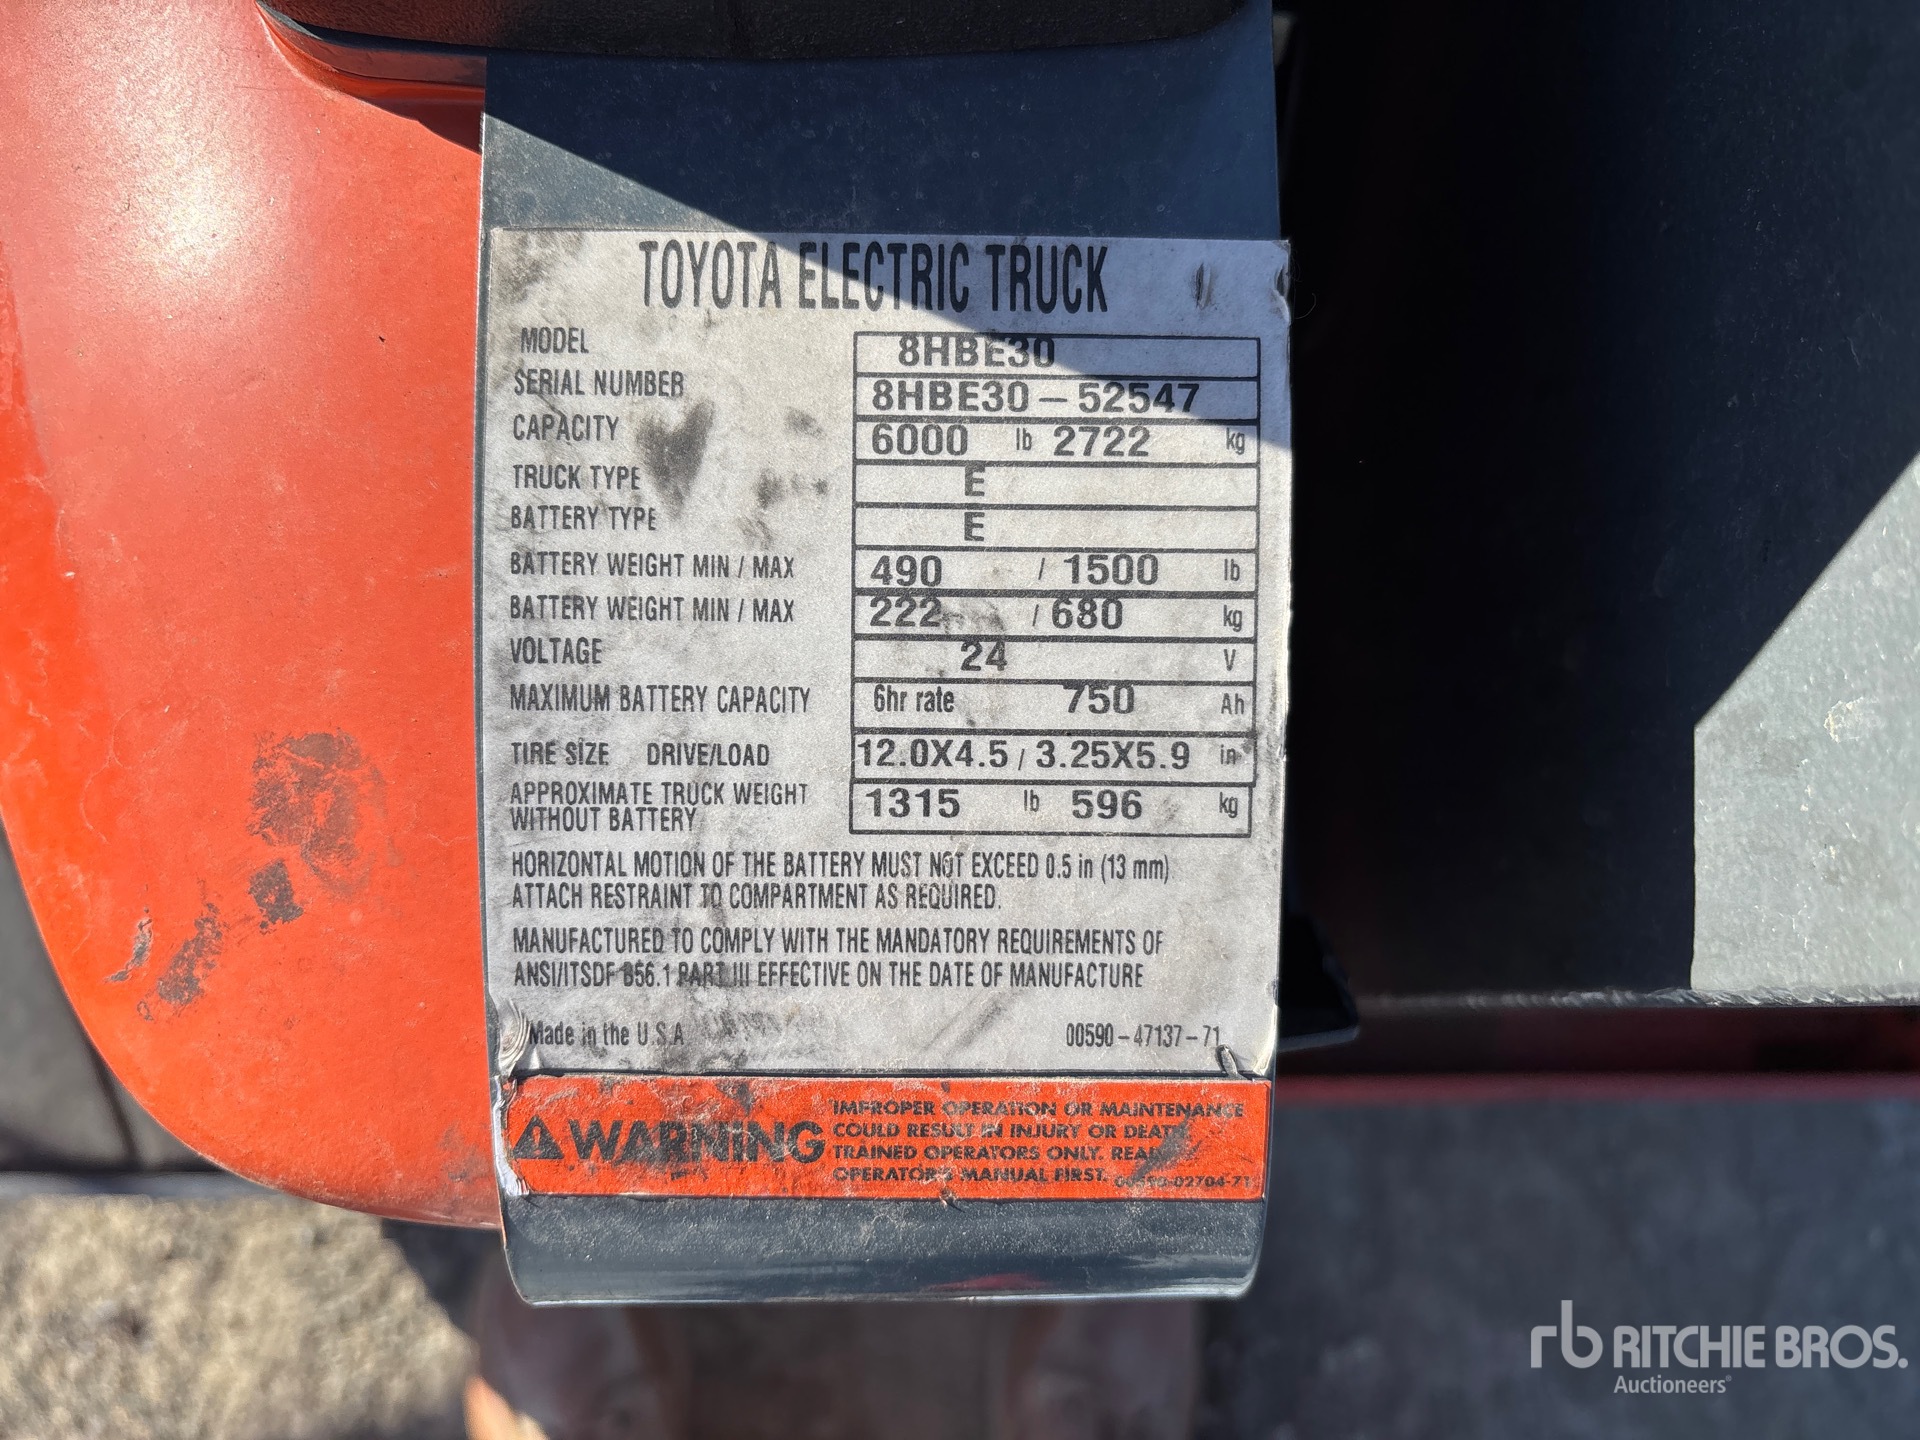 TOYOTA ELECTRIC TRUCK
MODEL 8HBE30
SERIAL NUMBER 8HBE30-52547
CAPACITY 6000 lb 2722 kg
TRUCK TYPE E
BATTERY TYPE E
BATTERY WEIGHT MIN / MAX 490 / 1500 lb
BATTERY WEIGHT MIN / MAX 222 / 680 kg
VOLTAGE 24 V
MAXIMUM BATTERY CAPACITY 6hr rate 750 Ah
TIRE SIZE DRIVE/LOAD 12.0X4.5 / 3.25X5.9 in
APPROXIMATE TRUCK WEIGHT
WITHOUT BATTERY 1315 lb 596 kg
HORIZONTAL MOTION OF THE BATTERY MUST NOT EXCEED 0.5 in (13 mm).
ATTACH RESTRAINT TO COMPARTMENT AS REQUIRED.
MANUFACTURED TO COMPLY WITH THE MANDATORY REQUIREMENTS OF
ANSI/ITSDF B56.1 PART III EFFECTIVE ON THE DATE OF MANUFACTURE
Made in the U.S.A 00590-47137-71
WARNING
IMPROPER OPERATION OR MAINTENANCE
COULD RESULT IN INJURY OR DEATH.
TRAINED OPERATORS ONLY. READ
OPERATOR'S MANUAL FIRST. 00590-02704-71
rb RITCHIE BROS.
Auctioneers